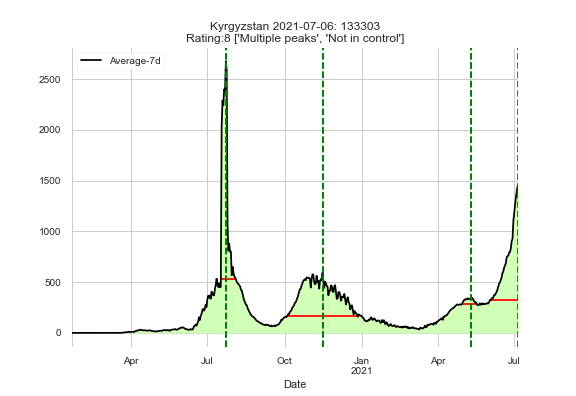 Kyrgyzstan 2021-07-06: 133303
Rating:8 ['Multiple peaks', 'Not in control']
Average-7d
2500
2000
1500
1000
500
0
Apr
Jul
Oct
Jan
2021
Apr
Jul
Date